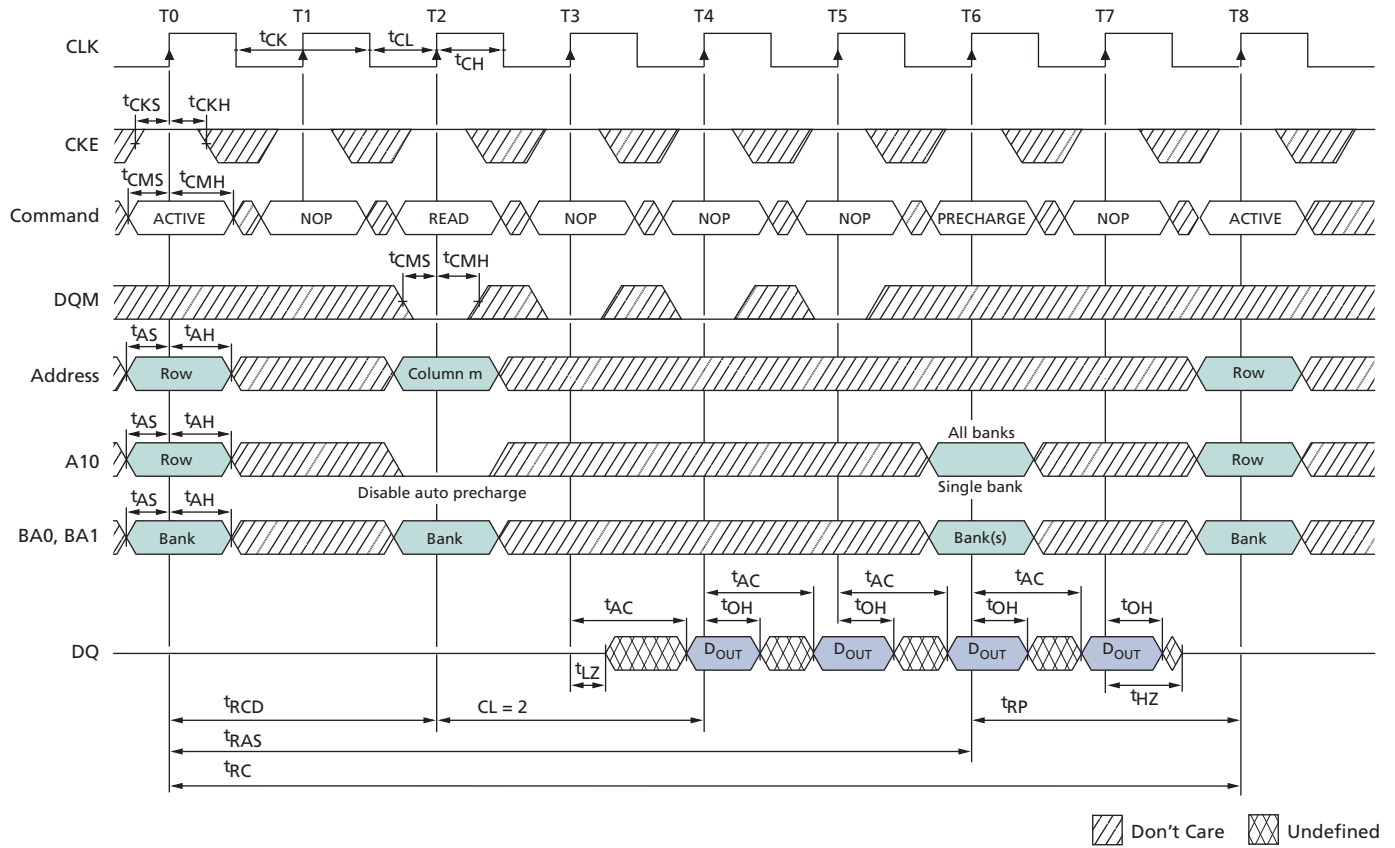 T0 T1 T2 T3 T4 T5 T6 T7 T8
CLK
tCK tCL
tCH
tCKS tCKH
CKE
tCMS tCMH
Command ACTIVE NOP READ NOP NOP NOP PRECHARGE NOP ACTIVE
tCMS tCMH
DQM
tAS tAH
Address Row Column m Row
tAS tAH
All banks
A10 Row Row
Disable auto precharge Single bank
tAS tAH
BA0, BA1 Bank Bank Bank(s) Bank
tAC tAC tAC
tAC tOH tOH tOH tOH
DQ DOUT DOUT DOUT DOUT
tLZ
tHZ
tRCD CL = 2 tRP
tRAS
tRC
Don't Care Undefined